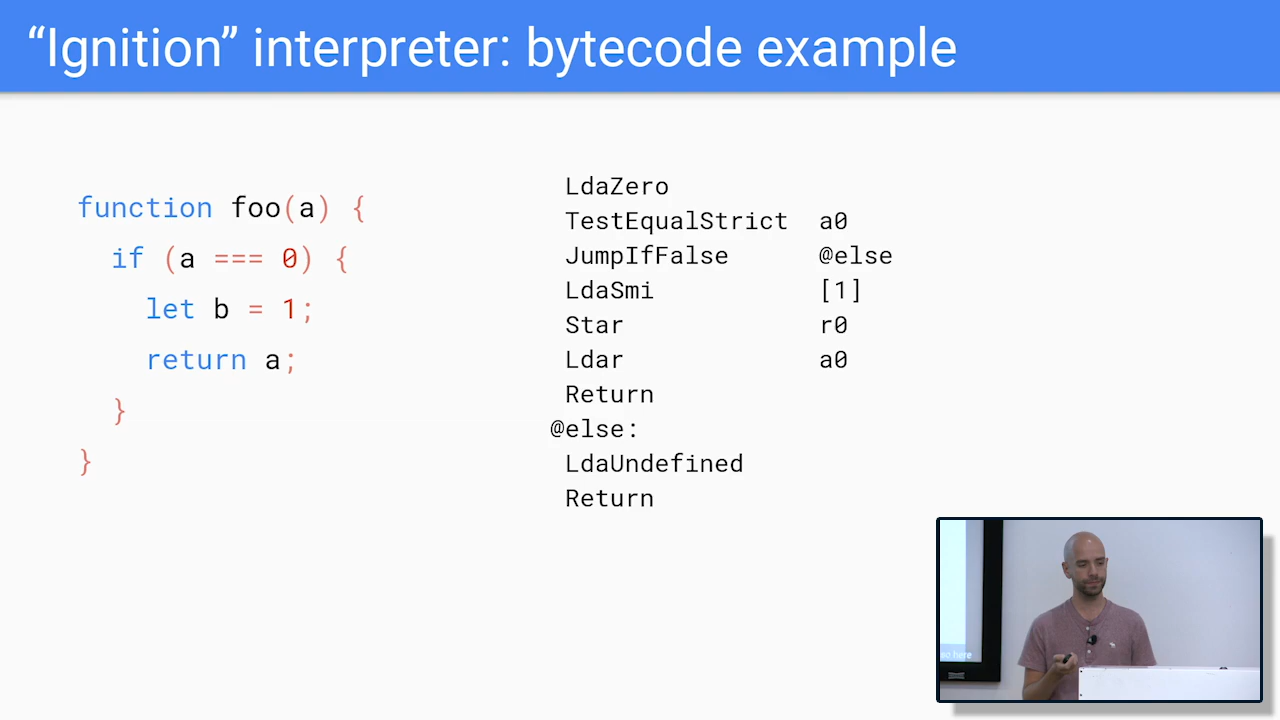 “Ignition” interpreter: bytecode example
function foo(a) {
if (a === 0) {
let b = 1;
return a;
}
}
LdaZero
TestEqualStrict a0
JumpIfFalse @else
LdaSmi [1]
Star r0
Ldar a0
Return
@else:
LdaUndefined
Return
here